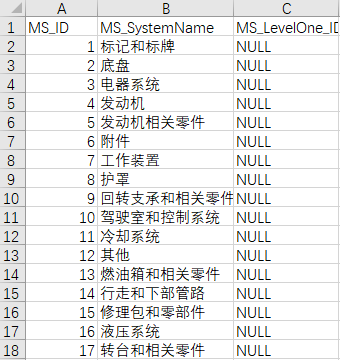 A B C
1 MS_ID MS_SystemName MS_LevelOne_ID
2 1 标记和标牌 NULL
3 2 底盘 NULL
4 3 电器系统 NULL
5 4 发动机 NULL
6 5 发动机相关零件 NULL
7 6 附件 NULL
8 7 工作装置 NULL
9 8 护罩 NULL
10 9 回转支承和相关零件 NULL
11 10 驾驶室和控制系统 NULL
12 11 冷却系统 NULL
13 12 其他 NULL
14 13 燃油箱和相关零件 NULL
15 14 行走和下部管路 NULL
16 15 修理包和零部件 NULL
17 16 液压系统 NULL
18 17 转台和相关零件 NULL